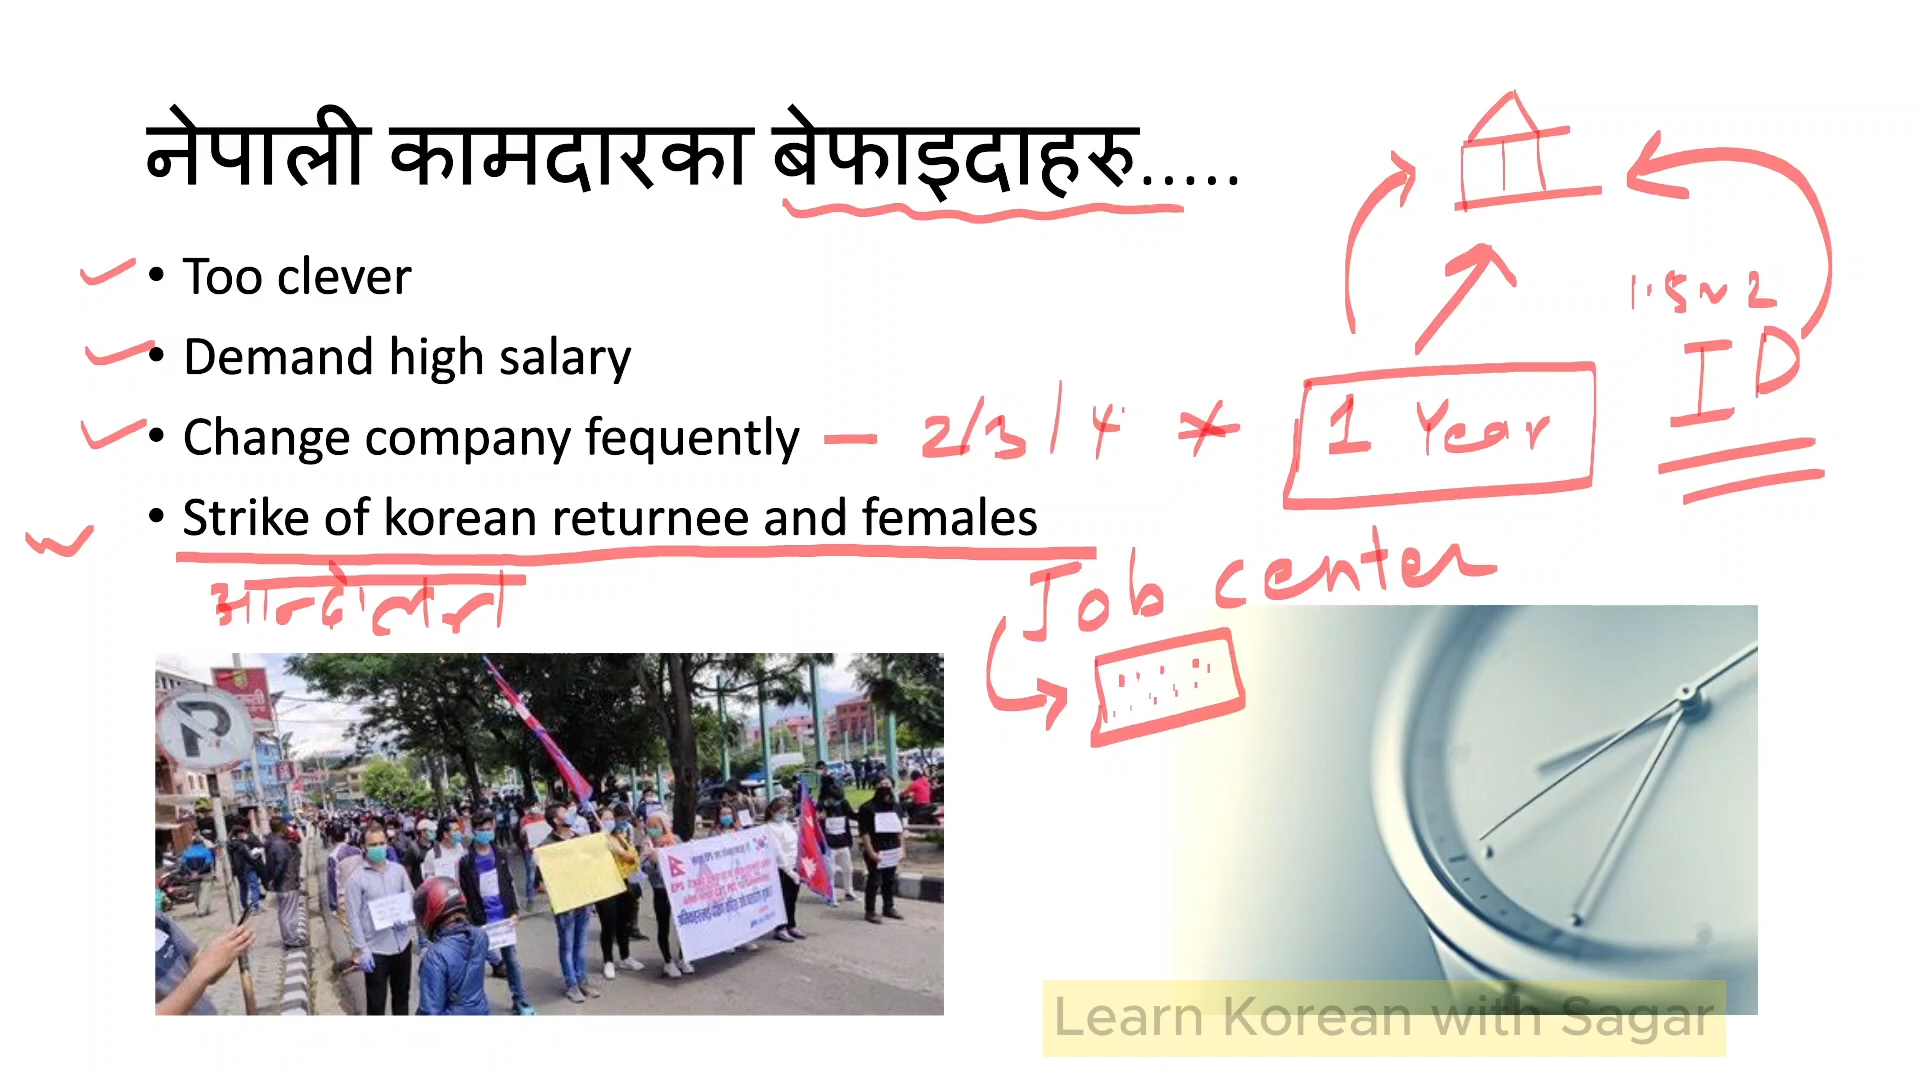 नेपाली कामदारका बेफाइदाहरु.....
• Too clever
• Demand high salary
• Change company fequently — 2/3/4 × 1 Year
1.5~2
ID
• Strike of korean returnee and females
आन्दोलन
Job center
P
EPS
Learn Korean with Sagar